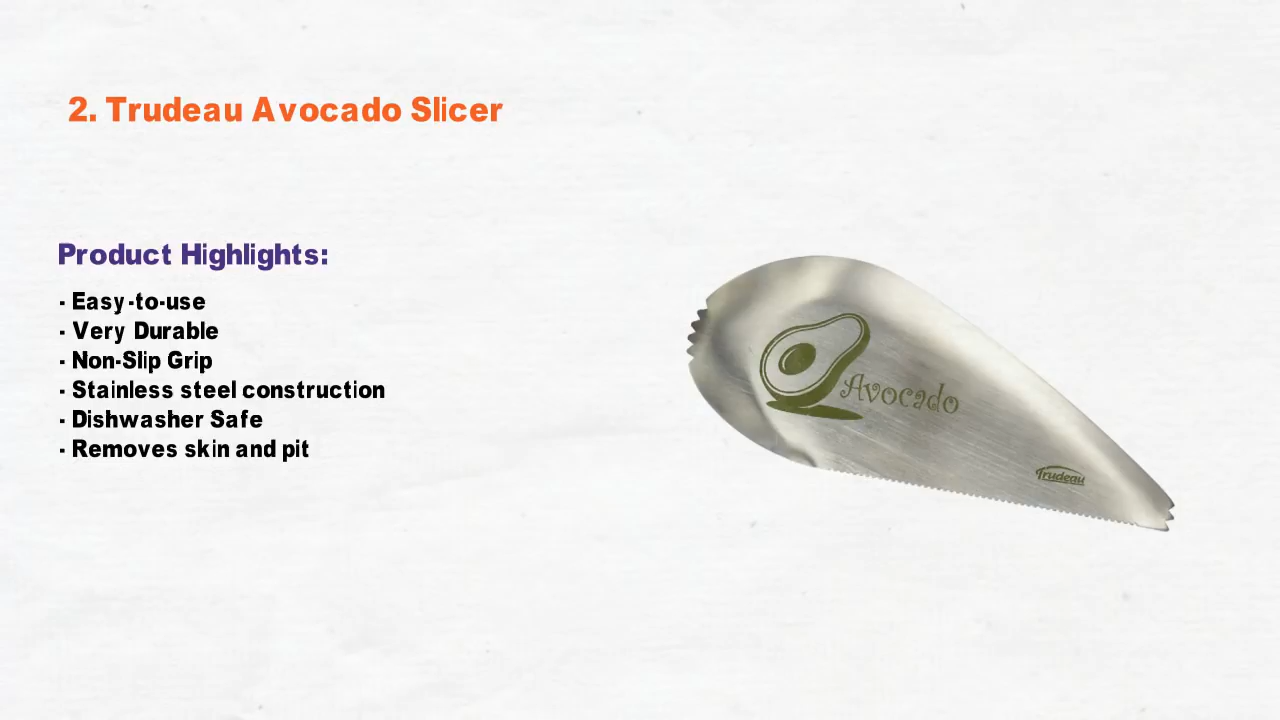 2. Trudeau Avocado Slicer
Product Highlights:
- Easy-to-use
- Very Durable
- Non-Slip Grip
- Stainless steel construction
- Dishwasher Safe
- Removes skin and pit
Avocado
Trudeau